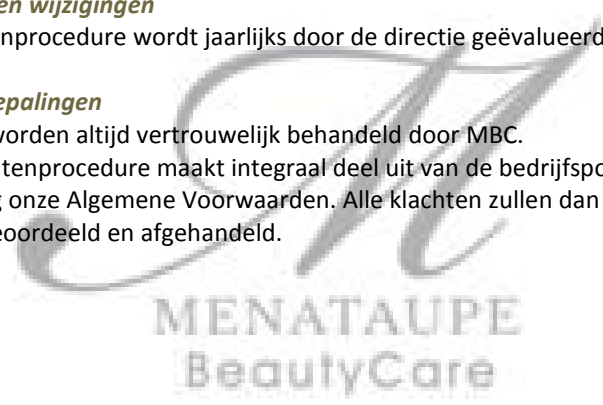 en wijzigingen
nprocedure wordt jaarlijks door de directie geëvalueerd
epalingen
worden altijd vertrouwelijk behandeld door MBC.
tenprocedure maakt integraal deel uit van de bedrijfspo
g onze Algemene Voorwaarden. Alle klachten zullen dan
eoordeeld en afgehandeld.
M
MENATAUPE
BeautyCare